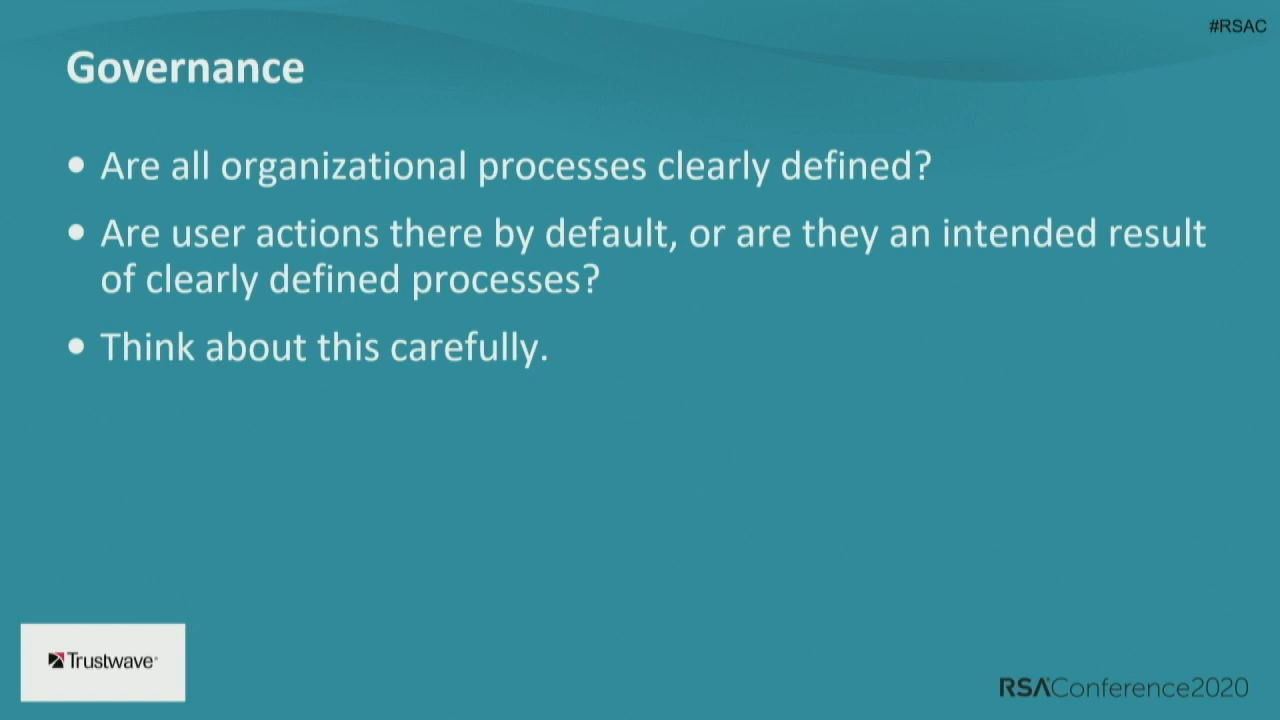 #RSAC
Governance
• Are all organizational processes clearly defined?
• Are user actions there by default, or are they an intended result
of clearly defined processes?
• Think about this carefully.
Trustwave
RSAConference2020